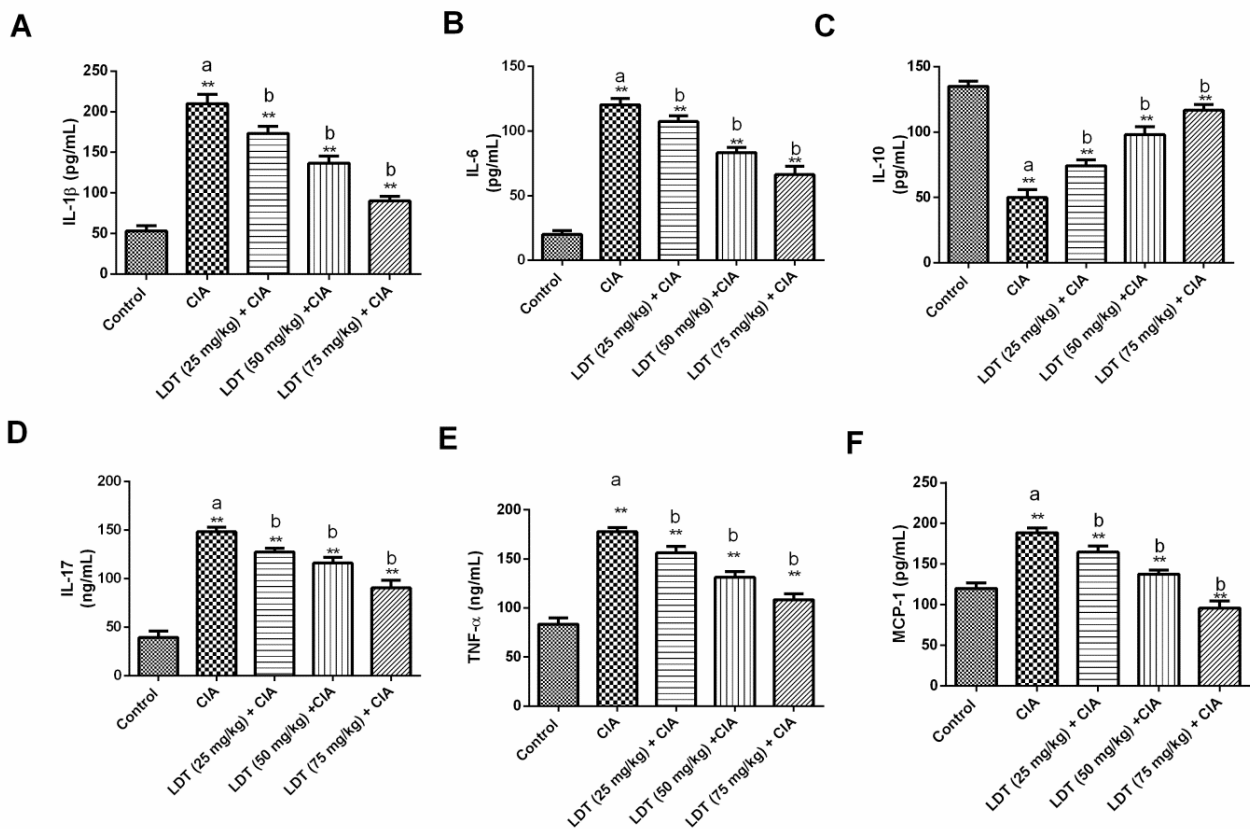 A
IL-1β (pg/mL)
250
200
150
100
50
0
a
**
b
**
b
**
b
**
Control
CIA
LDT (25 mg/kg) + CIA
LDT (50 mg/kg) +CIA
LDT (75 mg/kg) + CIA
B
IL-6
(pg/mL)
150
100
50
0
a
**
b
**
b
**
b
**
Control
CIA
LDT (25 mg/kg) + CIA
LDT (50 mg/kg) +CIA
LDT (75 mg/kg) + CIA
C
IL-10
(pg/mL)
150
100
50
0
a
**
b
**
b
**
b
**
Control
CIA
LDT (25 mg/kg) + CIA
LDT (50 mg/kg) +CIA
LDT (75 mg/kg) + CIA
D
IL-17
(ng/mL)
200
150
100
50
0
a
**
b
**
b
**
b
**
Control
CIA
LDT (25 mg/kg) + CIA
LDT (50 mg/kg) +CIA
LDT (75 mg/kg) + CIA
E
TNF-α (ng/mL)
200
150
100
50
0
a
**
b
**
b
**
b
**
Control
CIA
LDT (25 mg/kg) + CIA
LDT (50 mg/kg) +CIA
LDT (75 mg/kg) + CIA
F
MCP-1 (pg/mL)
250
200
150
100
50
0
a
**
b
**
b
**
b
**
Control
CIA
LDT (25 mg/kg) + CIA
LDT (50 mg/kg) +CIA
LDT (75 mg/kg) + CIA